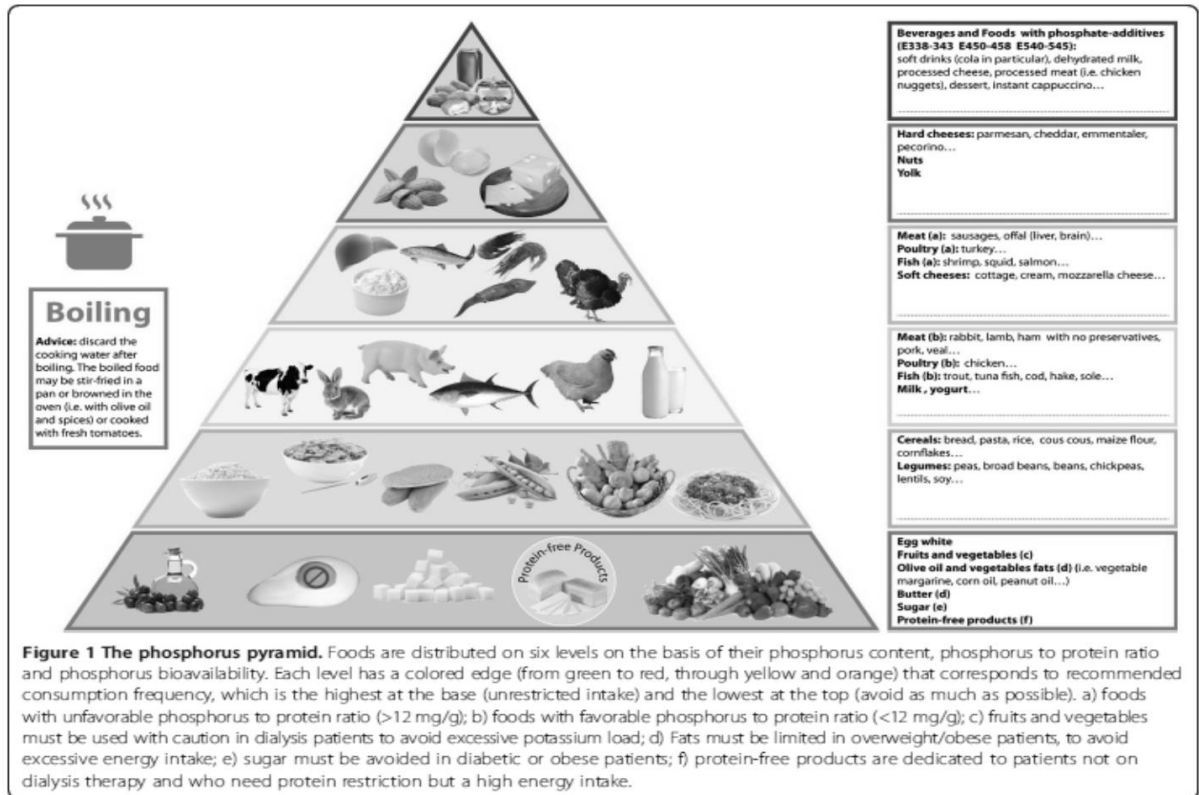 Beverages and Foods with phosphate-additives
(E338-343 E450-458 E540-545):
soft drinks (cola in particular), dehydrated milk,
processed cheese, processed meat (i.e. chicken
nuggets), dessert, instant cappuccino...
Hard cheeses: parmesan, cheddar, emmentaler,
pecorino...
Nuts
Yolk
Meat (a): sausages, offal (liver, brain)...
Poultry (a): turkey...
Fish (a): shrimp, squid, salmon...
Soft cheeses: cottage, cream, mozzarella cheese...
Boiling
Advice: discard the
cooking water after
boiling. The boiled food
may be stir-fried in a
pan or browned in the
oven (i.e. with olive oil
and spices) or cooked
with fresh tomatoes.
Meat (b): rabbit, lamb, ham with no preservatives,
pork, veal...
Poultry (b): chicken...
Fish (b): trout, tuna fish, cod, hake, sole...
Milk, yogurt...
Cereals: bread, pasta, rice, cous cous, maize flour,
cornflakes...
Legumes: peas, broad beans, beans, chickpeas,
lentils, soy...
Protein-free Products
Egg white
Fruits and vegetables (c)
Olive oil and vegetables fats (d) (i.e. vegetable
margarine, corn oil, peanut oil...)
Butter (d)
Sugar (e)
Protein-free products (f)
Figure 1 The phosphorus pyramid. Foods are distributed on six levels on the basis of their phosphorus content, phosphorus to protein ratio
and phosphorus bioavailability. Each level has a colored edge (from green to red, through yellow and orange) that corresponds to recommended
consumption frequency, which is the highest at the base (unrestricted intake) and the lowest at the top (avoid as much as possible). a) foods
with unfavorable phosphorus to protein ratio (>12 mg/g); b) foods with favorable phosphorus to protein ratio (<12 mg/g); c) fruits and vegetables
must be used with caution in dialysis patients to avoid excessive potassium load; d) Fats must be limited in overweight/obese patients, to avoid
excessive energy intake; e) sugar must be avoided in diabetic or obese patients; f) protein-free products are dedicated to patients not on
dialysis therapy and who need protein restriction but a high energy intake.